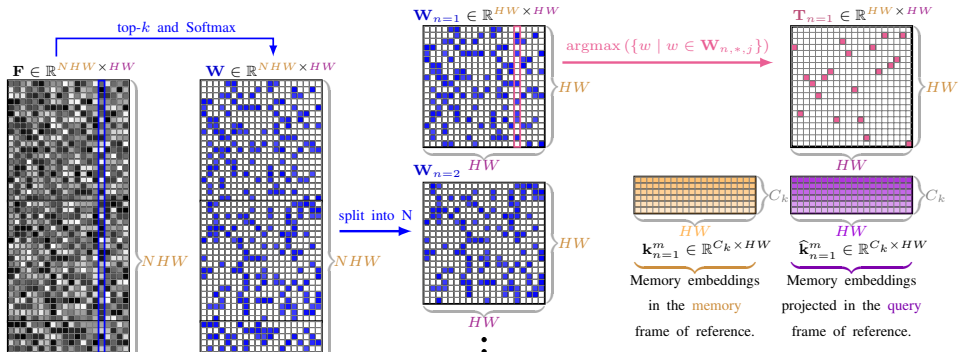 top-k and Softmax
F ∈ ℝ^{NHW×HW}
W ∈ ℝ^{NHW×HW}
NHW
NHW
split into N
W_{n=1} ∈ ℝ^{HW×HW}
HW
HW
W_{n=2}
HW
HW
argmax ({w | w ∈ W_{n,*,j}})
T_{n=1} ∈ ℝ^{HW×HW}
HW
HW
C_k
HW
k^m_{n=1} ∈ ℝ^{C_k×HW}
Memory embeddings
in the memory
frame of reference.
C_k
HW
k̂^m_{n=1} ∈ ℝ^{C_k×HW}
Memory embeddings
projected in the query
frame of reference.